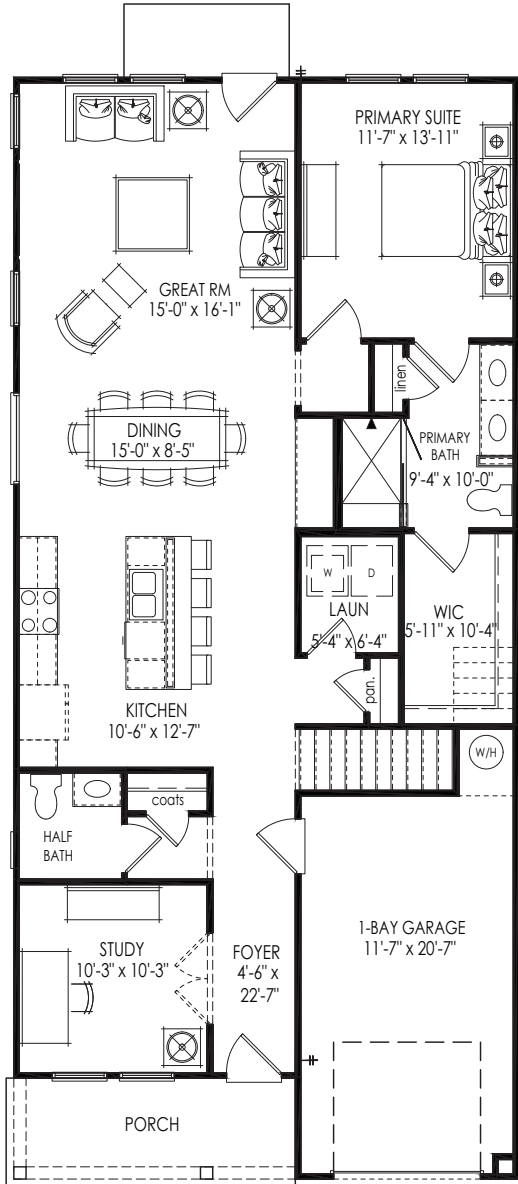 PRIMARY SUITE
11'-7" x 13'-11"
GREAT RM
15'-0" x 16'-1"
linen
DINING
15'-0" x 8'-5"
PRIMARY
BATH
9'-4" x 10'-0"
W
D
LAUN
5'-4" x 6'-4"
WIC
5'-11" x 10'-4"
pan.
KITCHEN
10'-6" x 12'-7"
W/H
coats
HALF
BATH
1-BAY GARAGE
11'-7" x 20'-7"
STUDY
10'-3" x 10'-3"
FOYER
4'-6" x
22'-7"
PORCH